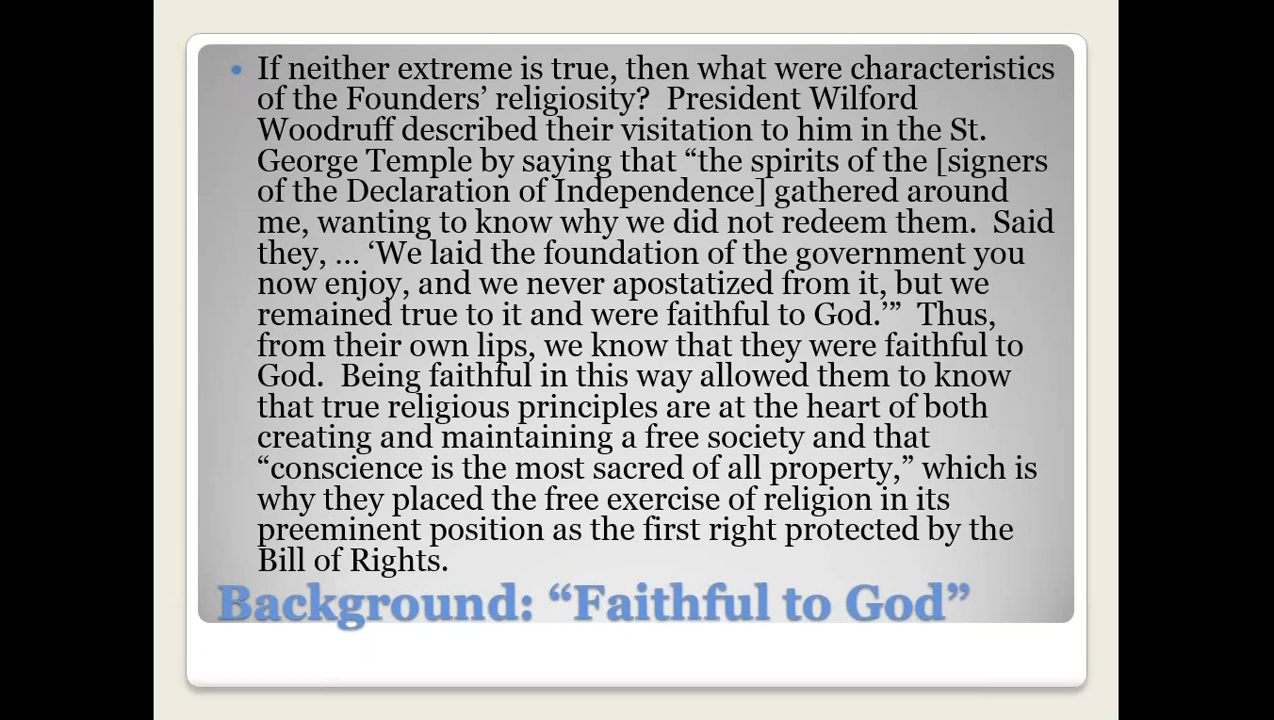 • If neither extreme is true, then what were characteristics
of the Founders’ religiosity?  President Wilford
Woodruff described their visitation to him in the St.
George Temple by saying that “the spirits of the [signers
of the Declaration of Independence] gathered around
me, wanting to know why we did not redeem them.  Said
they, … ‘We laid the foundation of the government you
now enjoy, and we never apostatized from it, but we
remained true to it and were faithful to God.’”  Thus,
from their own lips, we know that they were faithful to
God.  Being faithful in this way allowed them to know
that true religious principles are at the heart of both
creating and maintaining a free society and that
“conscience is the most sacred of all property,” which is
why they placed the free exercise of religion in its
preeminent position as the first right protected by the
Bill of Rights.
Background: “Faithful to God”